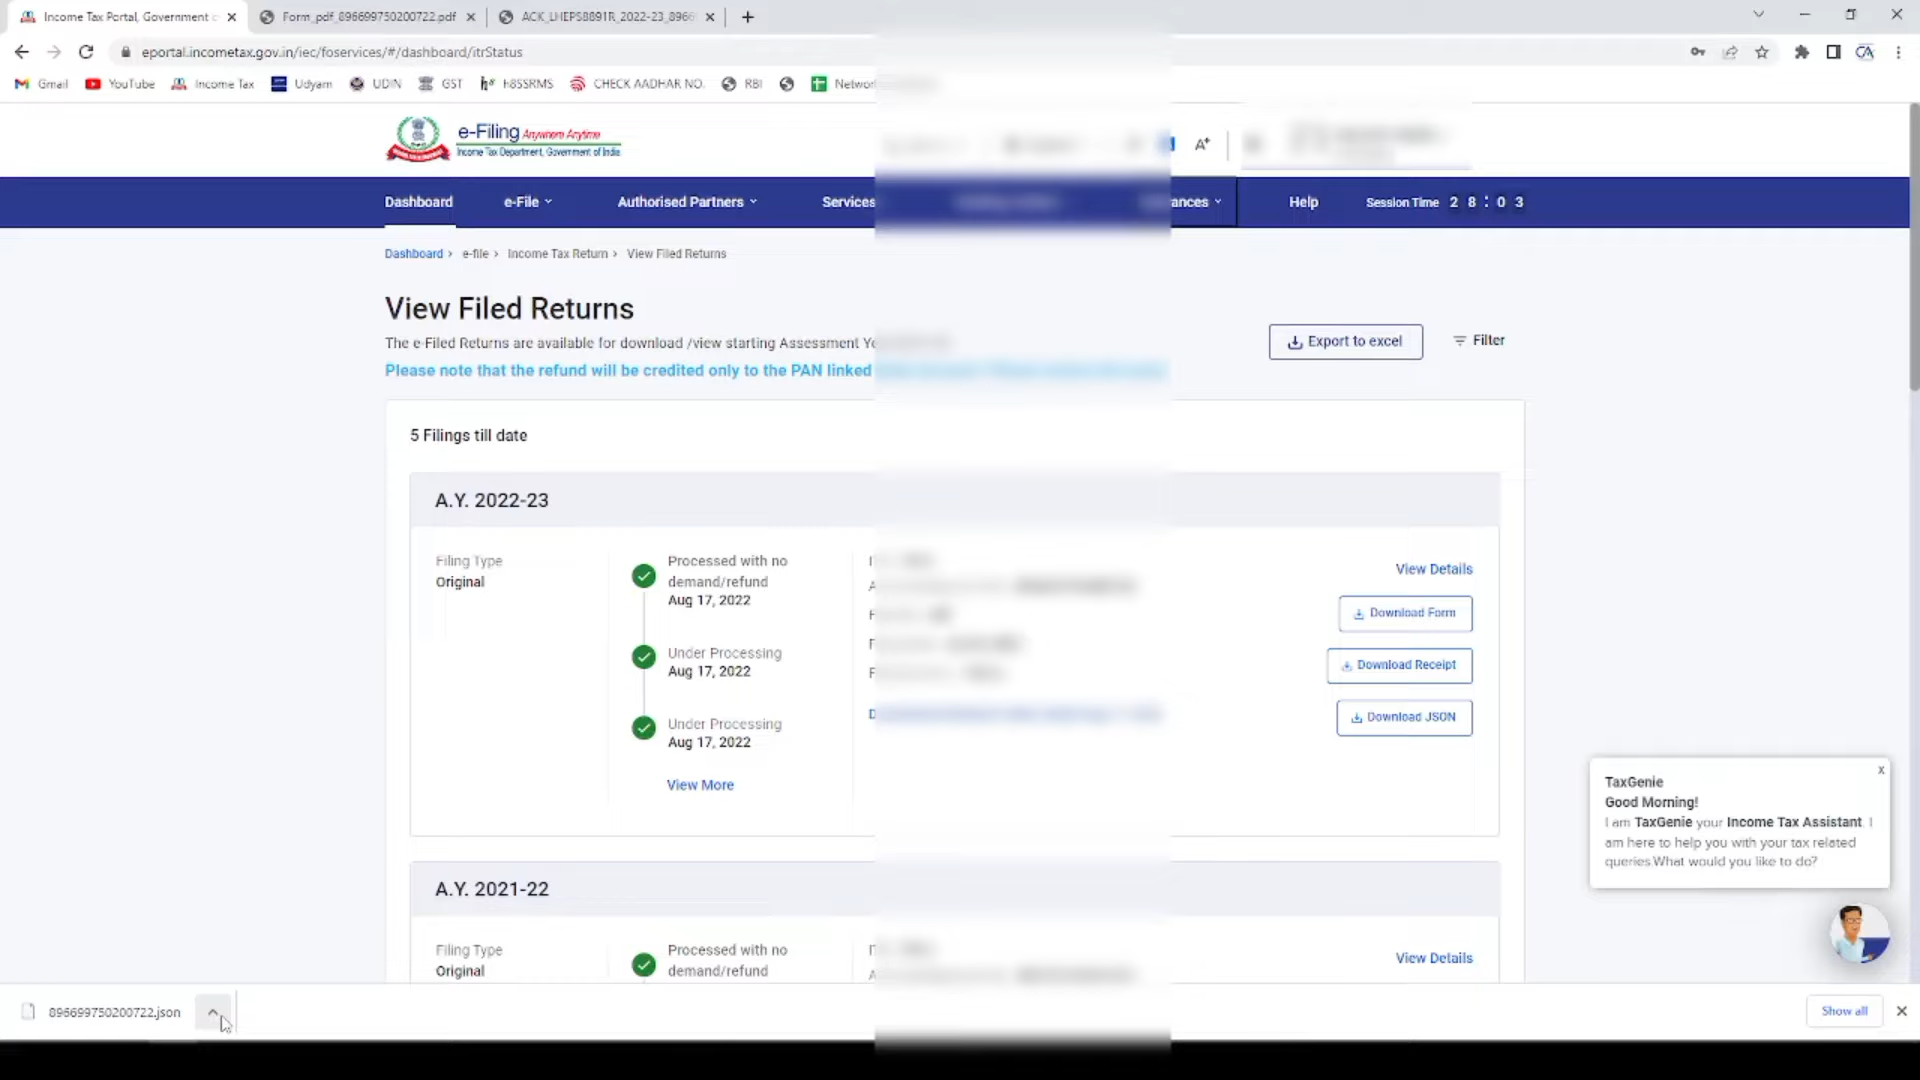 Income Tax Portal, Government o
Form_pdf_896699750200722.pdf
ACK_LHEPS8891R_2022-23_8966
eportal.incometax.gov.in/iec/foservices/#/dashboard/itrStatus
Gmail YouTube Income Tax Udyam UDIN GST h8SSRMS CHECK AADHAR NO. RBI Network
e-Filing Anywhere Anytime
Income Tax Department, Government of India
A+
Dashboard e-File Authorised Partners Services ances Help Session Time 28:03
Dashboard > e-file > Income Tax Return > View Filed Returns
View Filed Returns
The e-Filed Returns are available for download /view starting Assessment Ye
Please note that the refund will be credited only to the PAN linked
Export to excel
Filter
5 Filings till date
A.Y. 2022-23
Filing Type
Original
Processed with no
demand/refund
Aug 17, 2022
Under Processing
Aug 17, 2022
Under Processing
Aug 17, 2022
View More
View Details
Download Form
Download Receipt
Download JSON
A.Y. 2021-22
Filing Type
Original
Processed with no
demand/refund
View Details
x
TaxGenie
Good Morning!
I am TaxGenie your Income Tax Assistant. I
am here to help you with your tax related
queries.What would you like to do?
896699750200722.json
Show all